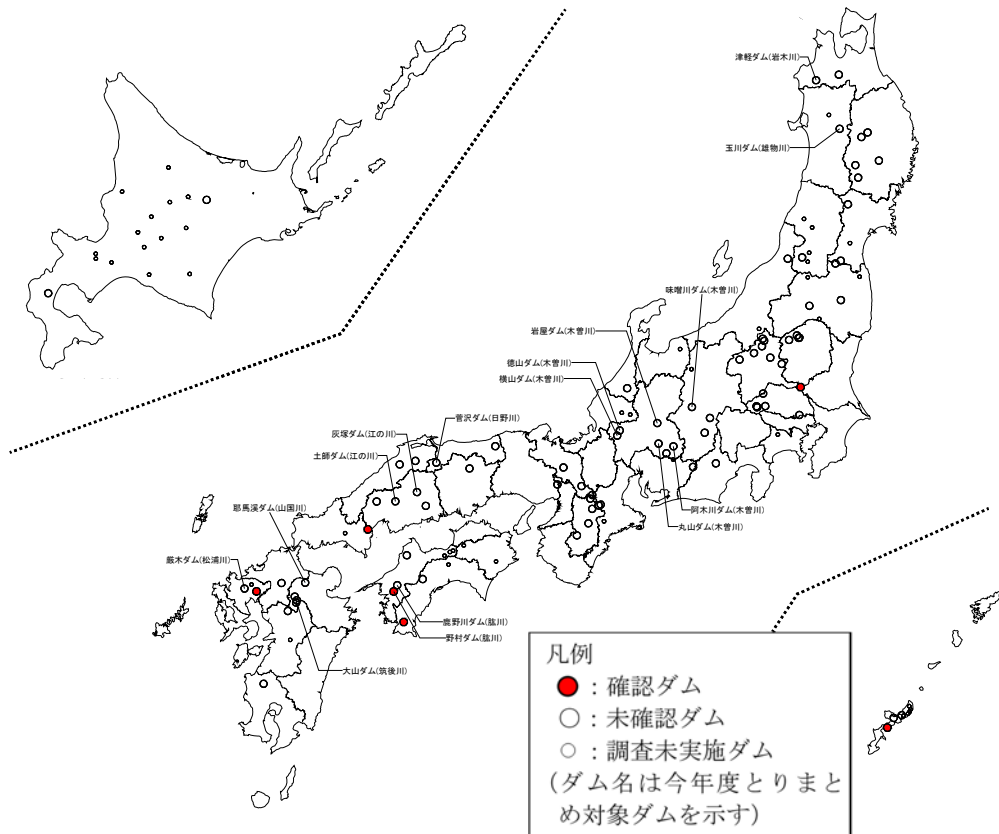 津軽ダム(岩木川)
玉川ダム(雄物川)
味噌川ダム(木曽川)
岩屋ダム(木曽川)
徳山ダム(木曽川)
横山ダム(木曽川)
菅沢ダム(日野川)
灰塚ダム(江の川)
土師ダム(江の川)
耶馬溪ダム(山国川)
阿木川ダム(木曽川)
丸山ダム(木曽川)
厳木ダム(松浦川)
鹿野川ダム(肱川)
野村ダム(肱川)
大山ダム(筑後川)
凡例
●：確認ダム
○：未確認ダム
○：調査未実施ダム
(ダム名は今年度とりまと
め対象ダムを示す)